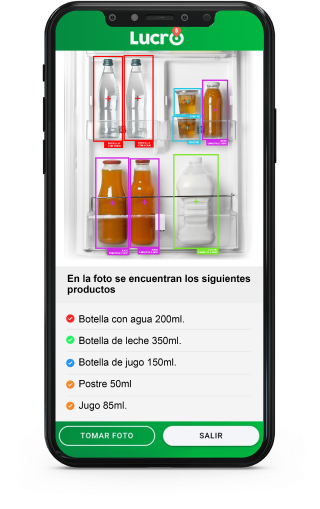 Lucro
En la foto se encuentran los siguientes
productos
Botella con agua 200ml.
Botella de leche 350ml.
Botella de jugo 150ml.
Postre 50ml
Jugo 85ml.
TOMAR FOTO
SALIR